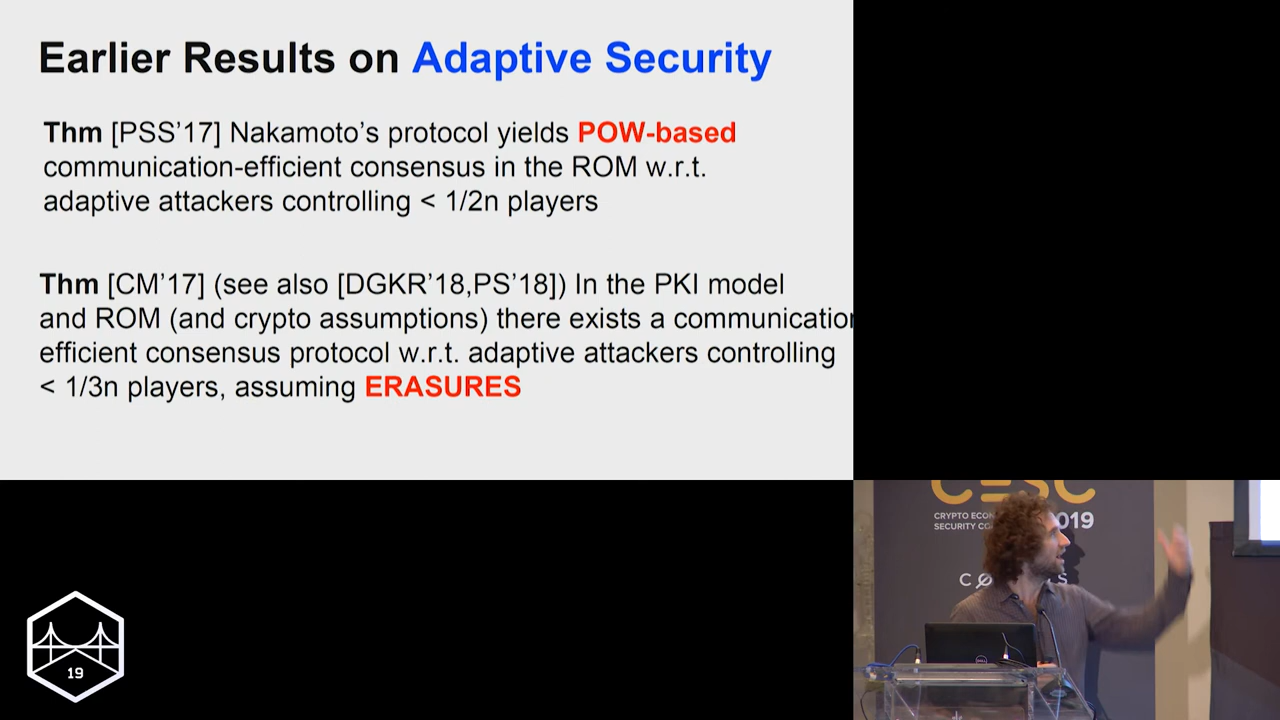 Earlier Results on Adaptive Security
Thm [PSS’17] Nakamoto’s protocol yields POW-based
communication-efficient consensus in the ROM w.r.t.
adaptive attackers controlling < 1/2n players
Thm [CM’17] (see also [DGKR’18,PS’18]) In the PKI model
and ROM (and crypto assumptions) there exists a communication
efficient consensus protocol w.r.t. adaptive attackers controlling
< 1/3n players, assuming ERASURES
CESC
CRYPTO ECON
SECURITY CO
2019
19
DELL